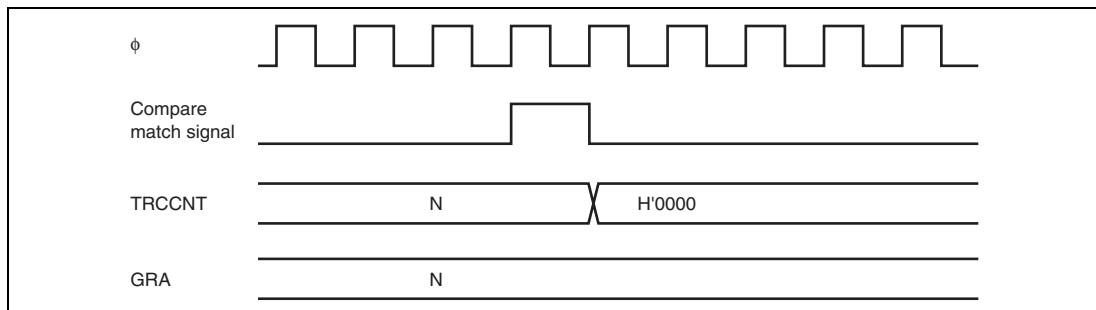 ϕ
Compare
match signal
TRCCNT N H'0000
GRA N